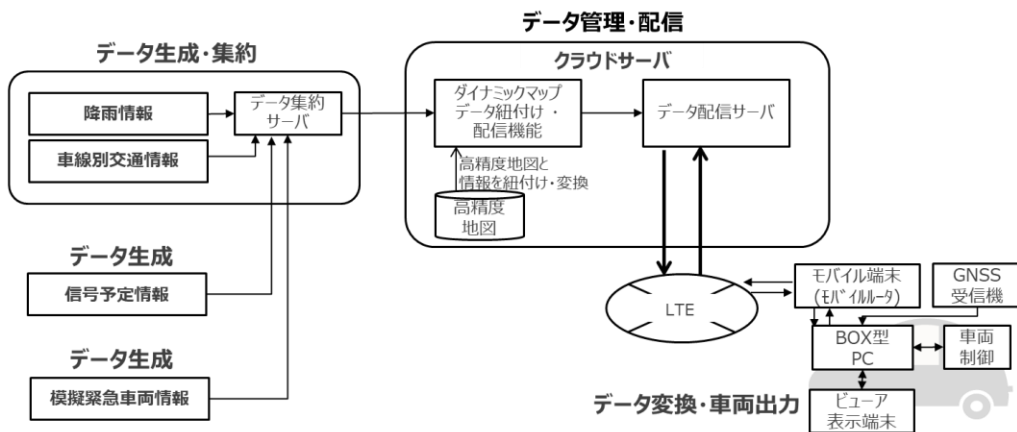 データ管理・配信
データ生成・集約
クラウドサーバ
降雨情報
データ集約
サーバ
車線別交通情報
ダイナミックマップ
データ紐付け・
配信機能
データ配信サーバ
高精度地図と
情報を紐付け・変換
高精度
地図
データ生成
信号予定情報
データ生成
模擬緊急車両情報
LTE
モバイル端末
(モバイルルータ)
GNSS
受信機
BOX型
PC
車両
制御
データ変換・車両出力
ビューア
表示端末